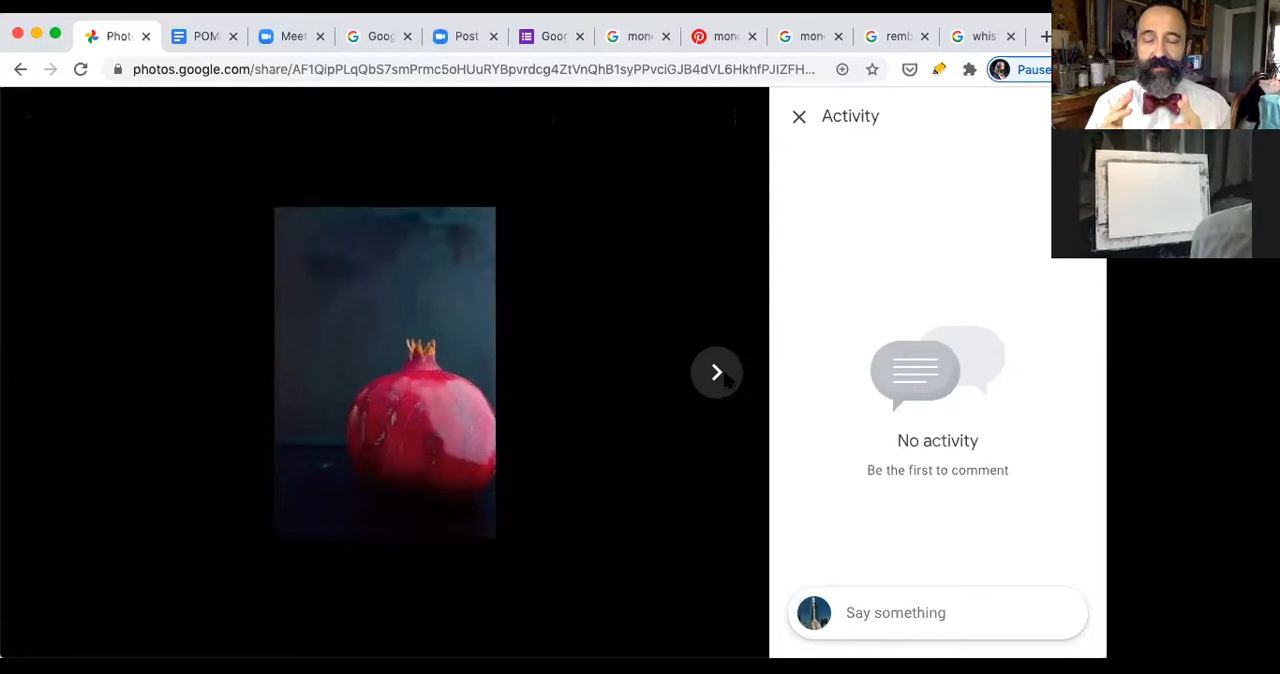 Phot
POM
Meet
Goog
Post
Goog
mon
mon
mon
remb
whis
photos.google.com/share/AF1QipPLsQbS7smPrmc5oHUuRYBpvrdcg4ZtVnQhB1syPPvciGJB4dVL6HkhfPJIZFH...
Pause
Activity
No activity
Be the first to comment
Say something